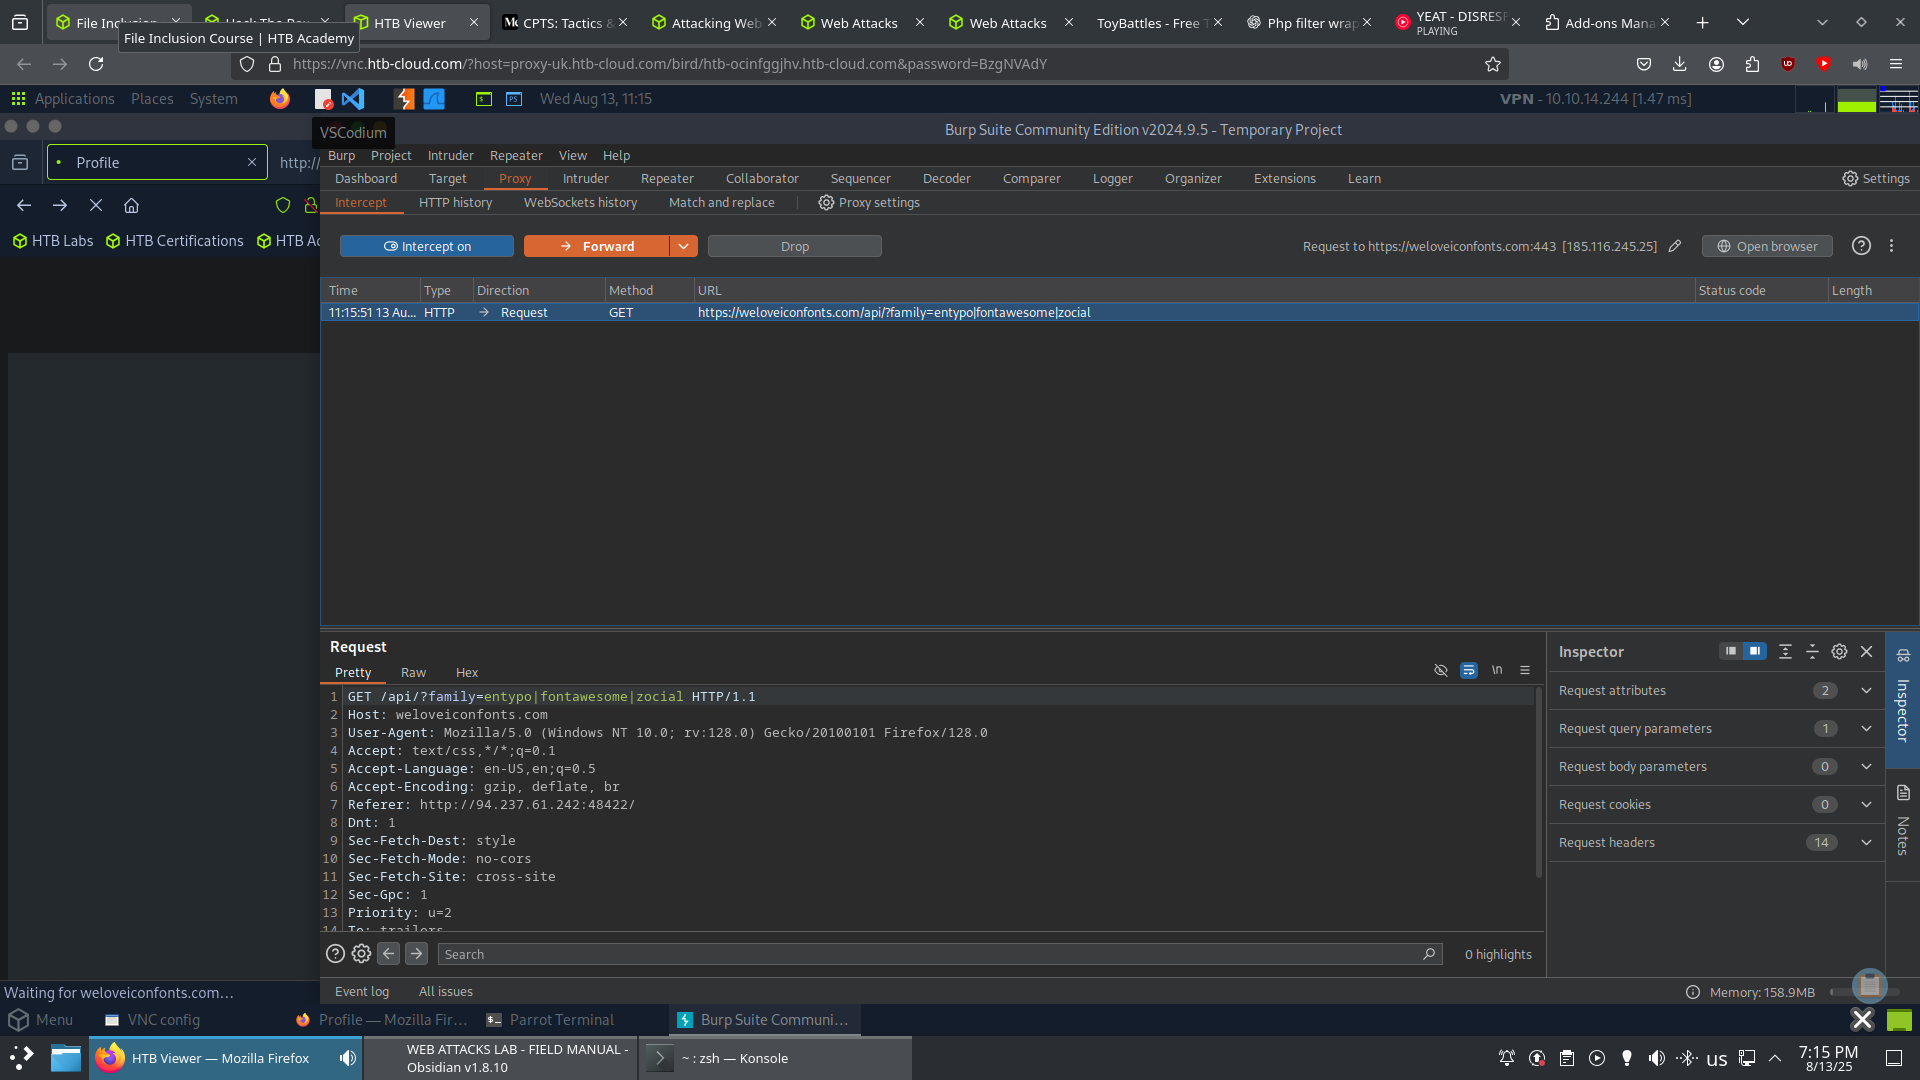 File Inclusion
HTB Viewer
CPTS: Tactics &
Attacking Web
Web Attacks
Web Attacks
ToyBattles - Free T
Php filter wrap
YEAT - DISRESP
PLAYING
Add-ons Mana
File Inclusion Course | HTB Academy
https://vnc.htb-cloud.com/?host=proxy-uk.htb-cloud.com/bird/htb-ocinfggjhv.htb-cloud.com&password=BzgNVAdY
Applications Places System
Wed Aug 13, 11:15
VPN - 10.10.14.244 [1.47 ms]
VSCodium
Burp Suite Community Edition v2024.9.5 - Temporary Project
Profile
http://
Burp Project Intruder Repeater View Help
Dashboard Target Proxy Intruder Repeater Collaborator Sequencer Decoder Comparer Logger Organizer Extensions Learn Settings
Intercept HTTP history WebSockets history Match and replace Proxy settings
HTB Labs HTB Certifications HTB Ac
Intercept on Forward Drop
Request to https://weloveiconfonts.com:443 [185.116.245.25]
Open browser
Time Type Direction Method URL Status code Length
11:15:51 13 Au... HTTP → Request GET https://weloveiconfonts.com/api/?family=entypo|fontawesome|zocial
Request
Pretty Raw Hex
\n
1 GET /api/?family=entypo|fontawesome|zocial HTTP/1.1
2 Host: weloveiconfonts.com
3 User-Agent: Mozilla/5.0 (Windows NT 10.0; rv:128.0) Gecko/20100101 Firefox/128.0
4 Accept: text/css,*/*;q=0.1
5 Accept-Language: en-US,en;q=0.5
6 Accept-Encoding: gzip, deflate, br
7 Referer: http://94.237.61.242:48422/
8 Dnt: 1
9 Sec-Fetch-Dest: style
10 Sec-Fetch-Mode: no-cors
11 Sec-Fetch-Site: cross-site
12 Sec-Gpc: 1
13 Priority: u=2
14 Te: trailers
Search
0 highlights
Inspector
Request attributes 2
Request query parameters 1
Request body parameters 0
Request cookies 0
Request headers 14
Inspector
Notes
Event log All issues
Memory: 158.9MB
Waiting for weloveiconfonts.com…
Menu VNC config Profile — Mozilla Fir... Parrot Terminal Burp Suite Communi...
HTB Viewer — Mozilla Firefox
WEB ATTACKS LAB - FIELD MANUAL -
Obsidian v1.8.10
~ : zsh — Konsole
us
7:15 PM
8/13/25